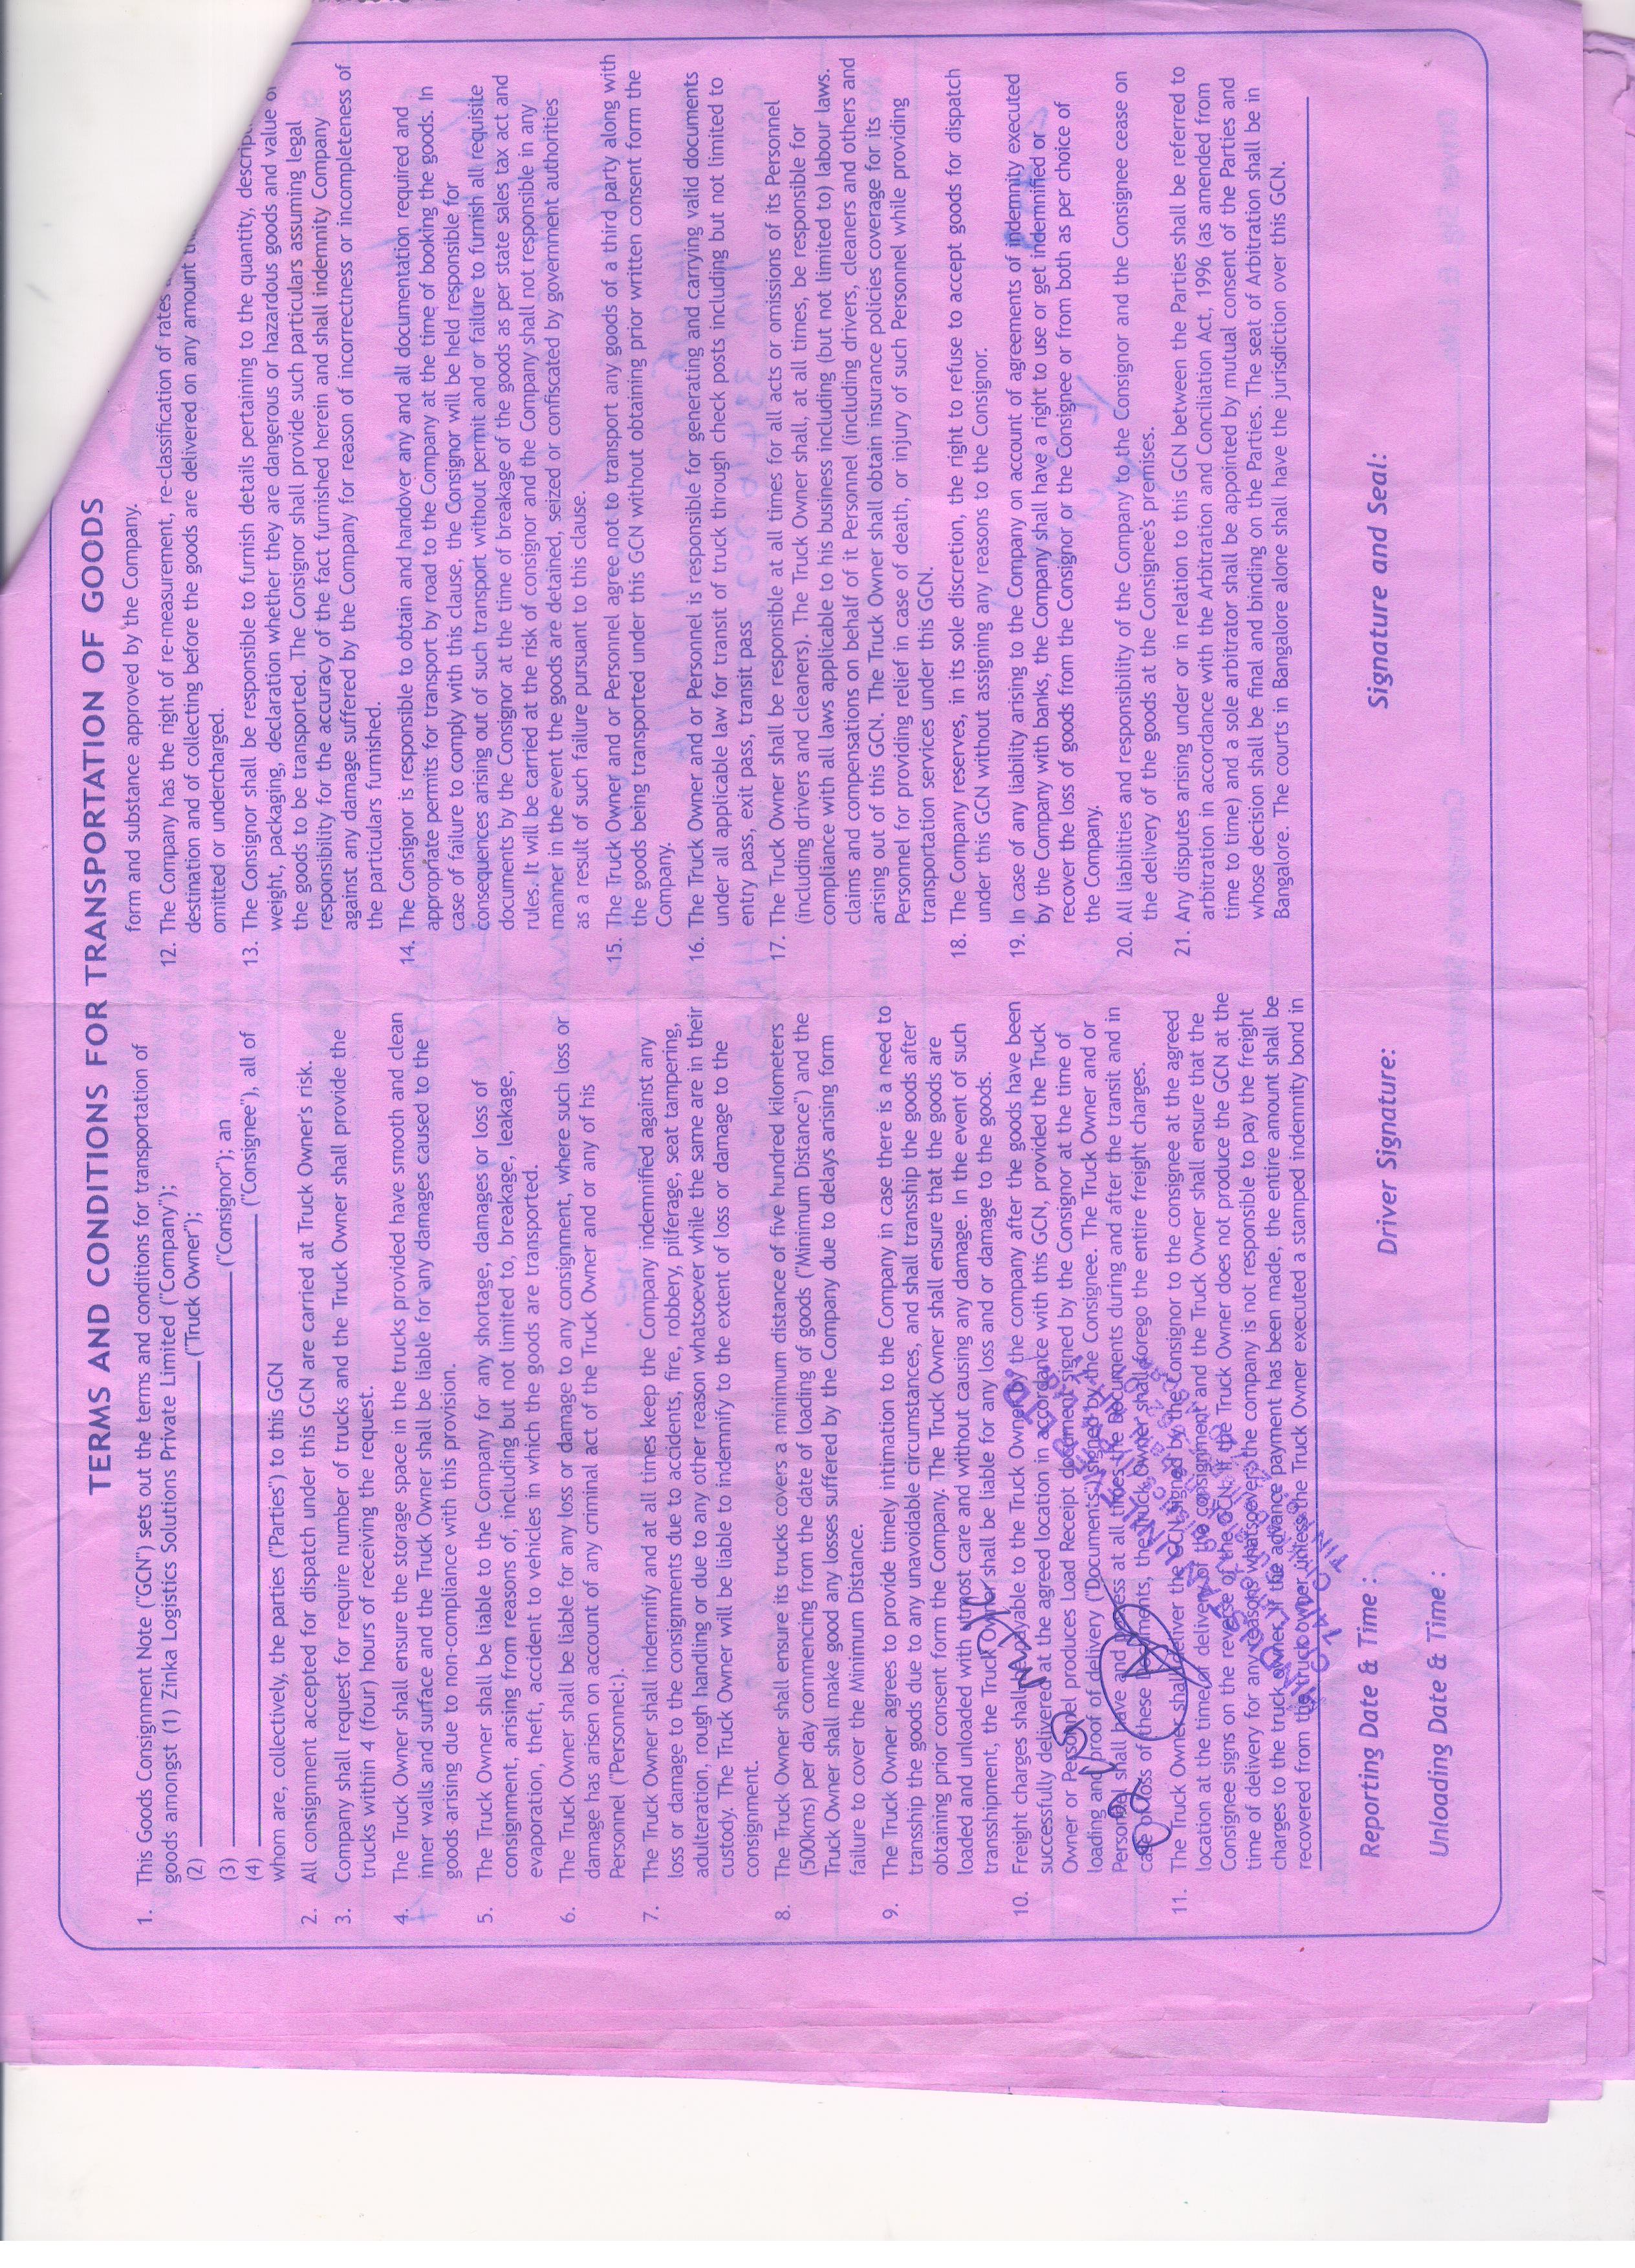 TERMS AND CONDITIONS FOR TRANSPORTATION OF GOODS
1. This Goods Consignment Note ("GCN") sets out the terms and conditions for transportation of
goods amongst (1) Zinka Logistics Solutions Private Limited ("Company");
(2) ("Truck Owner");
(3) ("Consignor"); an
(4) ("Consignee"), all of
whom are, collectively, the parties ("Parties") to this GCN
2. All consignment accepted for dispatch under this GCN are carried at Truck Owner's risk.
3. Company shall request for require number of trucks and the Truck Owner shall provide the
trucks within 4 (four) hours of receiving the request.
4. The Truck Owner shall ensure the storage space in the trucks provided have smooth and clean
inner walls and surface and the Truck Owner shall be liable for any damages caused to the
goods arising due to non-compliance with this provision.
5. The Truck Owner shall be liable to the Company for any shortage, damages or loss of
consignment, arising from reasons of, including but not limited to, breakage, leakage,
evaporation, theft, accident to vehicles in which the goods are transported.
6. The Truck Owner shall be liable for any loss or damage to any consignment, where such loss or
damage has arisen on account of any criminal act of the Truck Owner and or any of his
Personnel ("Personnel:).
7. The Truck Owner shall indemnify and at all times keep the Company indemnified against any
loss or damage to the consignments due to accidents, fire, robbery, pilferage, seat tampering,
adulteration, rough handling or due to any other reason whatsoever while the same are in their
custody. The Truck Owner will be liable to indemnify to the extent of loss or damage to the
consignment.
8. The Truck Owner shall ensure its trucks covers a minimum distance of five hundred kilometers
(500kms) per day commencing from the date of loading of goods ("Minimum Distance") and the
Truck Owner shall make good any losses suffered by the Company due to delays arising form
failure to cover the Minimum Distance.
9. The Truck Owner agrees to provide timely intimation to the Company in case there is a need to
transship the goods due to any unavoidable circumstances, and shall transship the goods after
obtaining prior consent form the Company. The Truck Owner shall ensure that the goods are
loaded and unloaded with utmost care and without causing any damage. In the event of such
transshipment, the Truck Owner shall be liable for any loss and or damage to the goods.
10. Freight charges shall be payable to the Truck Owner by the company after the goods have been
successfully delivered at the agreed location in accordance with this GCN, provided the Truck
Owner or Personnel produces Load Receipt document signed by the Consignor at the time of
loading and proof of delivery ("Documents") signed by the Consignee. The Truck Owner and or
Personnel shall have and possess at all times the Documents during and after the transit and in
case of loss of these Documents, the Truck Owner shall forego the entire freight charges.
11. The Truck Owner shall deliver the GCN signed by the Consignor to the consignee at the agreed
location at the time of delivery of the consignment and the Truck Owner shall ensure that the
Consignee signs on the reverse of the GCN. If the Truck Owner does not produce the GCN at the
time of delivery for any reasons whatsoever, the company is not responsible to pay the freight
charges to the truck owner. If the advance payment has been made, the entire amount shall be
recovered from the truck owner unless the Truck Owner executed a stamped indemnity bond in
form and substance approved by the Company.
12. The Company has the right of re-measurement, re-classification of rates
destination and of collecting before the goods are delivered on any amount
omitted or undercharged.
13. The Consignor shall be responsible to furnish details pertaining to the quantity,
weight, packaging, declaration whether they are dangerous or hazardous goods and value
the goods to be transported. The Consignor shall provide such particulars assuming legal
responsibility for the accuracy of the fact furnished herein and shall indemnity Company
against any damage suffered by the Company for reason of incorrectness or incompleteness of
the particulars furnished.
14. The Consignor is responsible to obtain and handover any and all documentation required and
appropriate permits for transport by road to the Company at the time of booking the goods. In
case of failure to comply with this clause, the Consignor will be held responsible for
consequences arising out of such transport without permit and or failure to furnish all requisite
documents by the Consignor at the time of breakage of the goods as per state sales tax act and
rules. It will be carried at the risk of consignor and the Company shall not responsible in any
manner in the event the goods are detained, seized or confiscated by government authorities
as a result of such failure pursuant to this clause.
15. The Truck Owner and or Personnel agree not to transport any goods of a third party along with
the goods being transported under this GCN without obtaining prior written consent form the
Company.
16. The Truck Owner and or Personnel is responsible for generating and carrying valid documents
under all applicable law for transit of truck through check posts including but not limited to
entry pass, exit pass, transit pass
17. The Truck Owner shall be responsible at all times for all acts or omissions of its Personnel
(including drivers and cleaners). The Truck Owner shall, at all times, be responsible for
compliance with all laws applicable to his business including (but not limited to) labour laws.
claims and compensations on behalf of it Personnel (including drivers, cleaners and others and
arising out of this GCN. The Truck Owner shall obtain insurance policies coverage for its
Personnel for providing relief in case of death, or injury of such Personnel while providing
transportation services under this GCN.
18. The Company reserves, in its sole discretion, the right to refuse to accept goods for dispatch
under this GCN without assigning any reasons to the Consignor.
19. In case of any liability arising to the Company on account of agreements of indemnity executed
by the Company with banks, the Company shall have a right to use or get indemnified or
recover the loss of goods from the Consignor or the Consignee or from both as per choice of
the Company.
20. All liabilities and responsibility of the Company to the Consignor and the Consignee cease on
the delivery of the goods at the Consignee's premises.
21. Any disputes arising under or in relation to this GCN between the Parties shall be referred to
arbitration in accordance with the Arbitration and Conciliation Act, 1996 (as amended from
time to time) and a sole arbitrator shall be appointed by mutual consent of the Parties and
whose decision shall be final and binding on the Parties. The seat of Arbitration shall be in
Bangalore. The courts in Bangalore alone shall have the jurisdiction over this GCN.
HINDUSTAN UNILEVER LTD.
Reporting Date & Time :
Driver Signature:
Signature and Seal:
Unloading Date & Time :